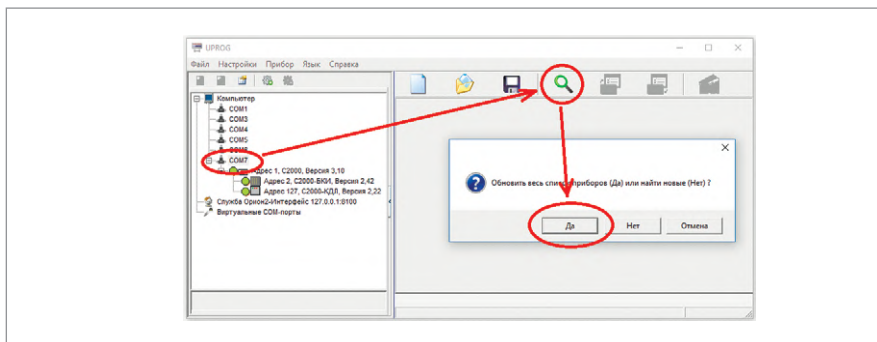 UPROG
Файл Настройки Прибор Язык Справка
Компьютер
COM1
COM3
COM4
COM5
COM6
COM7
Адрес 1, С2000, Версия 3,10
Адрес 2, С2000-БКИ, Версия 2,42
Адрес 127, С2000-КДЛ, Версия 2,22
Служба Орион2-Интерфейс 127.0.0.1:8100
Виртуальные COM-порты
Обновить весь список приборов (Да) или найти новые (Нет) ?
Да Нет Отмена